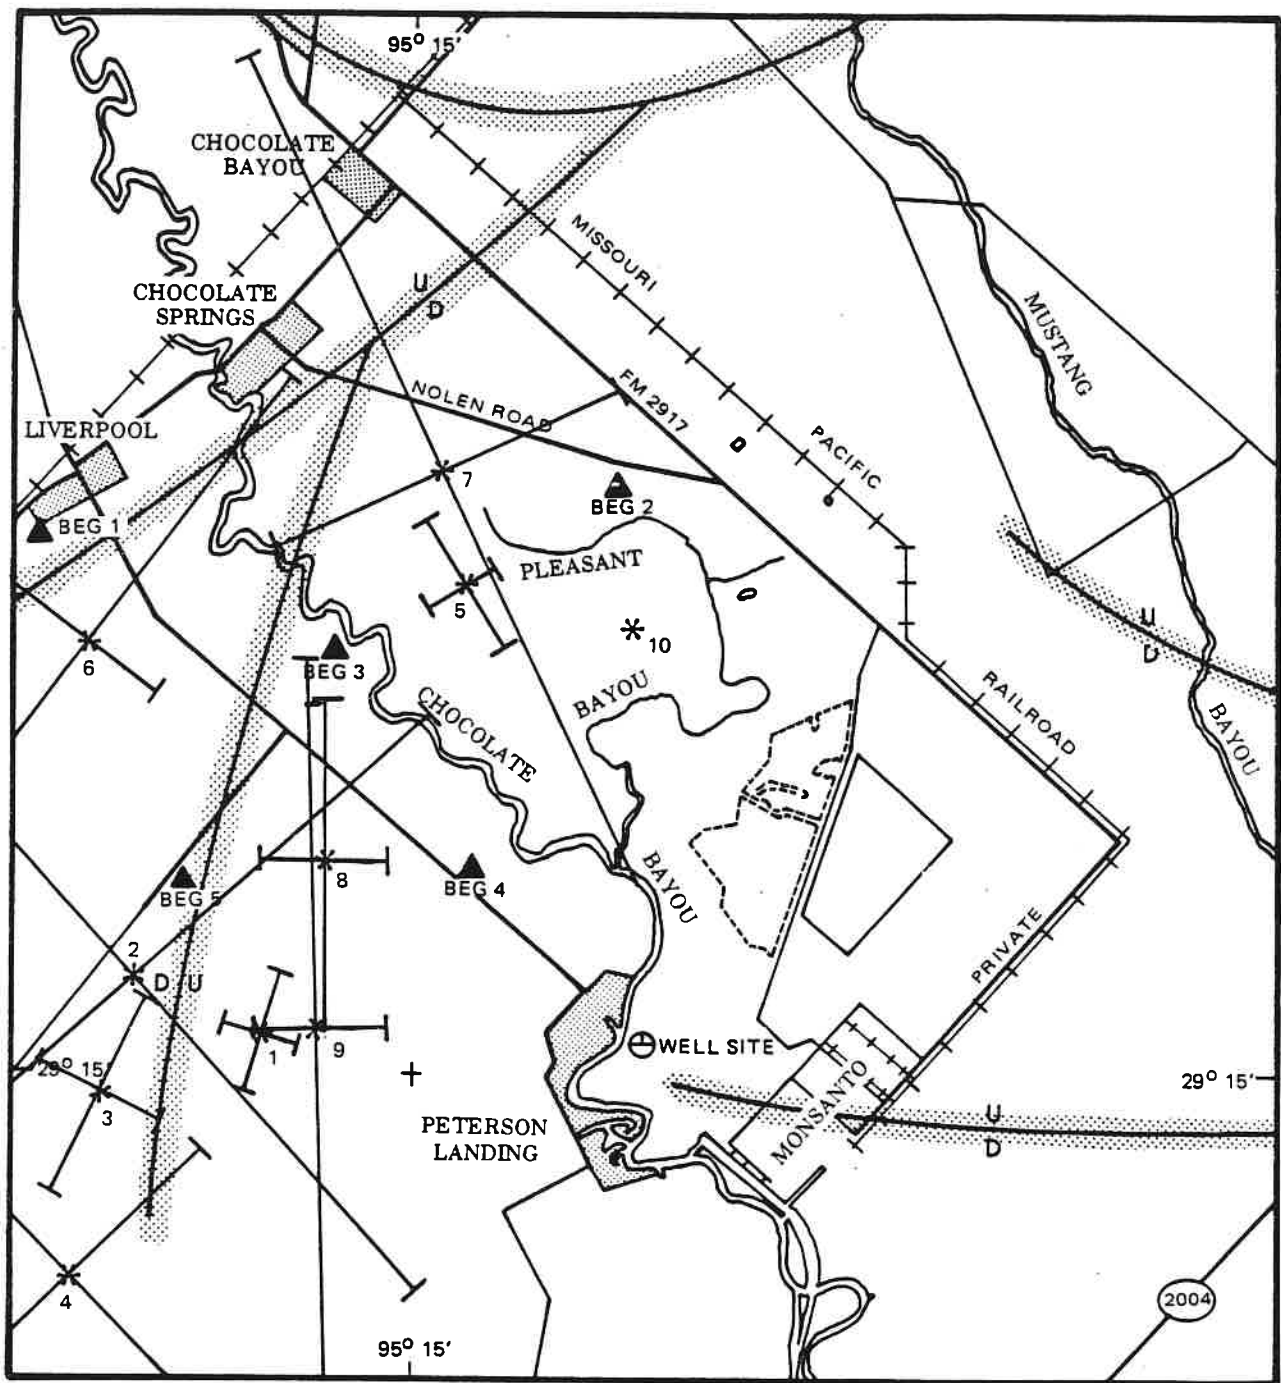 95° 15'
CHOCOLATE
BAYOU
MISSOURI
CHOCOLATE
SPRINGS
U
D
MUSTANG
NOLEN ROAD
FM 2917
LIVERPOOL
PACIFIC
7
BEG 1
BEG 2
PLEASANT
5
U
D
6
10
BEG 3
BAYOU
CHOCOLATE
RAILROAD
BAYOU
8
BEG 4
BAYOU
BEG 5
2
D U
PRIVATE
1
9
WELL SITE
29° 15'
29° 15'
3
PETERSON
LANDING
MONSANTO
U
D
4
2004
95° 15'